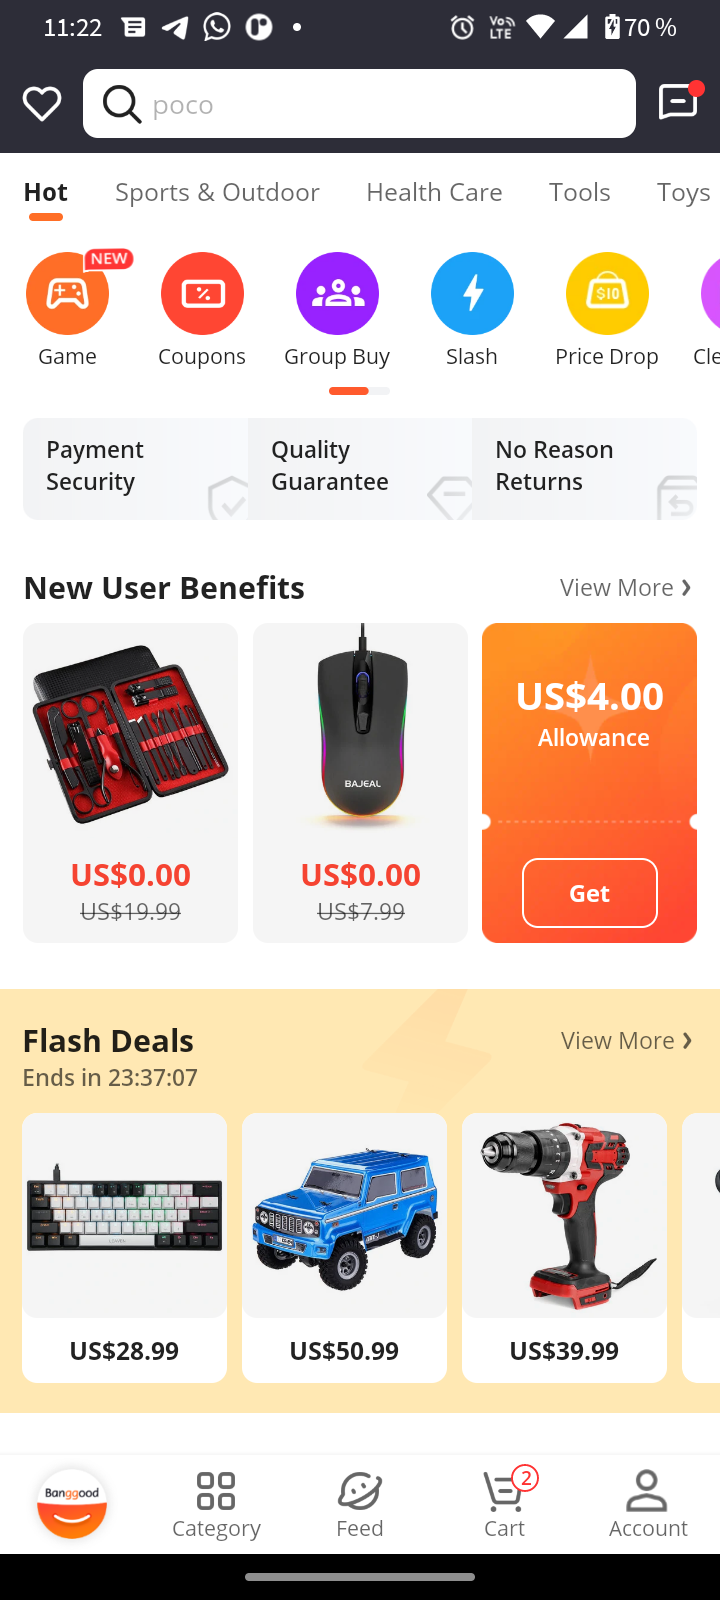 11:22 Vo LTE 70 %
poco
Hot Sports & Outdoor Health Care Tools Toys
NEW
%
$10
Game Coupons Group Buy Slash Price Drop Cle
Payment Security
Quality Guarantee
No Reason Returns
New User Benefits View More
BAJEAL
US$4.00
Allowance
US$0.00 US$0.00
US$19.99 US$7.99
Get
Flash Deals View More
Ends in 23:37:07
US$28.99 US$50.99 US$39.99
Banggood
2
Category Feed Cart Account